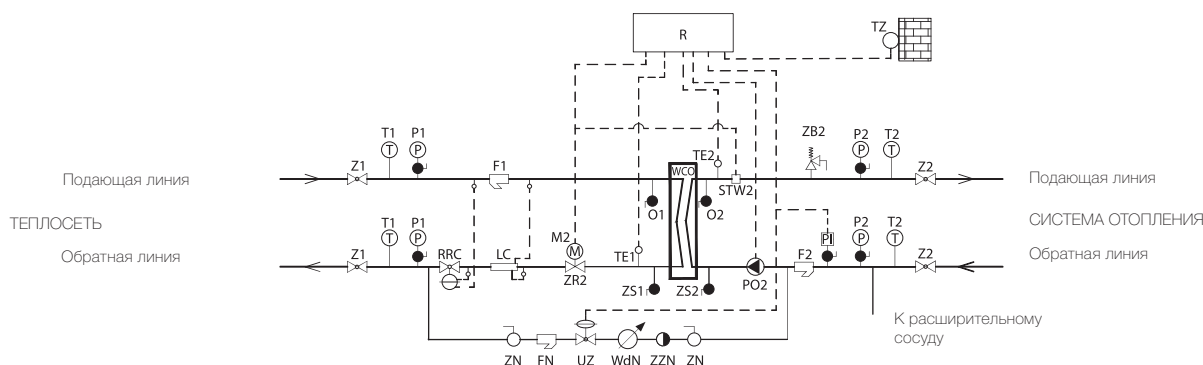 R
TZ
T1
P1
Z1
F1
TE2
ZB2
P2
T2
Z2
T
P
P
T
WCO
STW2
Подающая линия
Подающая линия
O1
O2
ТЕПЛОСЕТЬ
СИСТЕМА ОТОПЛЕНИЯ
T1
P1
Z1
RRC
LC
M2
TE1
PI
P2
T2
F2
Z2
T
P
M
P
T
Обратная линия
Обратная линия
ZR2
ZS1
ZS2
PO2
К расширительному
сосуду
ZN
FN
UZ
WdN
ZZN
ZN